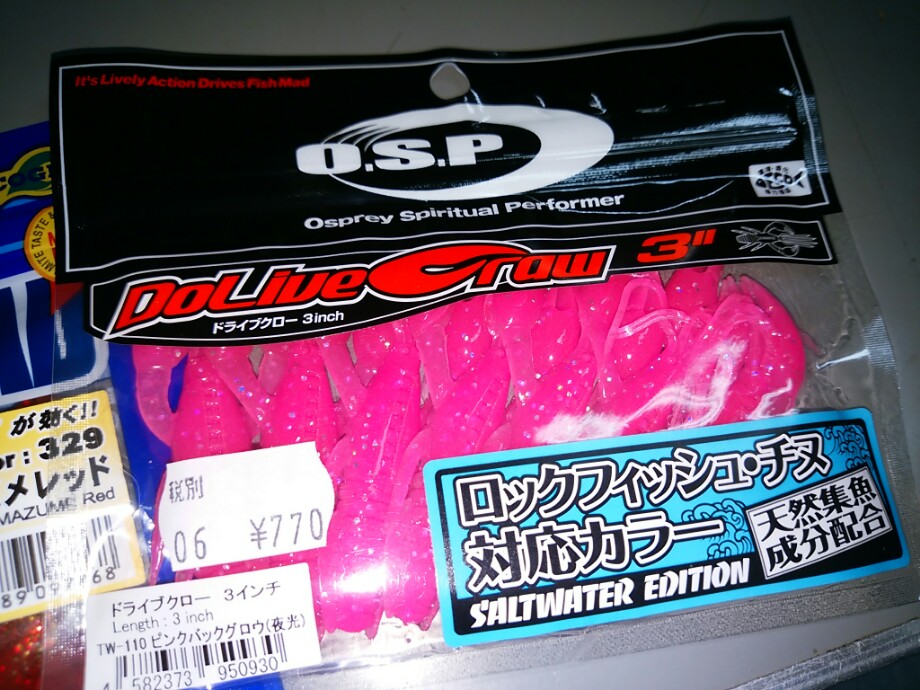 It's Lively Action Drives Fish Mad
O.S.P
Osprey Spiritual Performer
DoLiveCraw 3"
ドライブクロー 3inch
ロックフィッシュ・チヌ
対応カラー
天然集魚
成分配合
SALTWATER EDITION
税別
06 ¥770
ドライブクロー 3インチ
Length : 3 inch
TW-110 ピンクバックグロウ(夜光)
4 582373 950930
MITE TASTE &
が効く!!
or : 329
メレッド
MAZUME Red